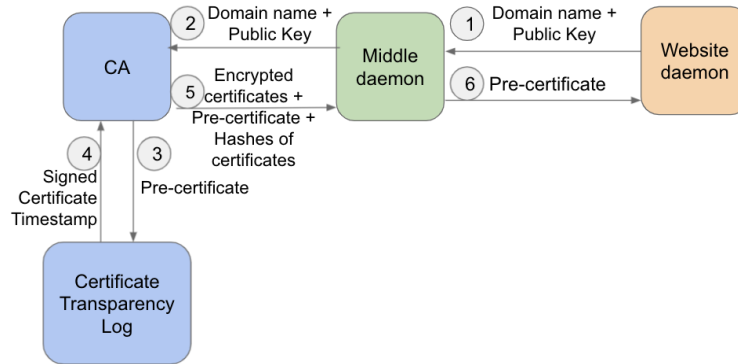 2
Domain name +
Public Key
1
Domain name +
Public Key
CA
Middle
daemon
Website
daemon
5
Encrypted
certificates +
Pre-certificate +
Hashes of
certificates
6
Pre-certificate
4
Signed
Certificate
Timestamp
3
Pre-certificate
Certificate
Transparency
Log